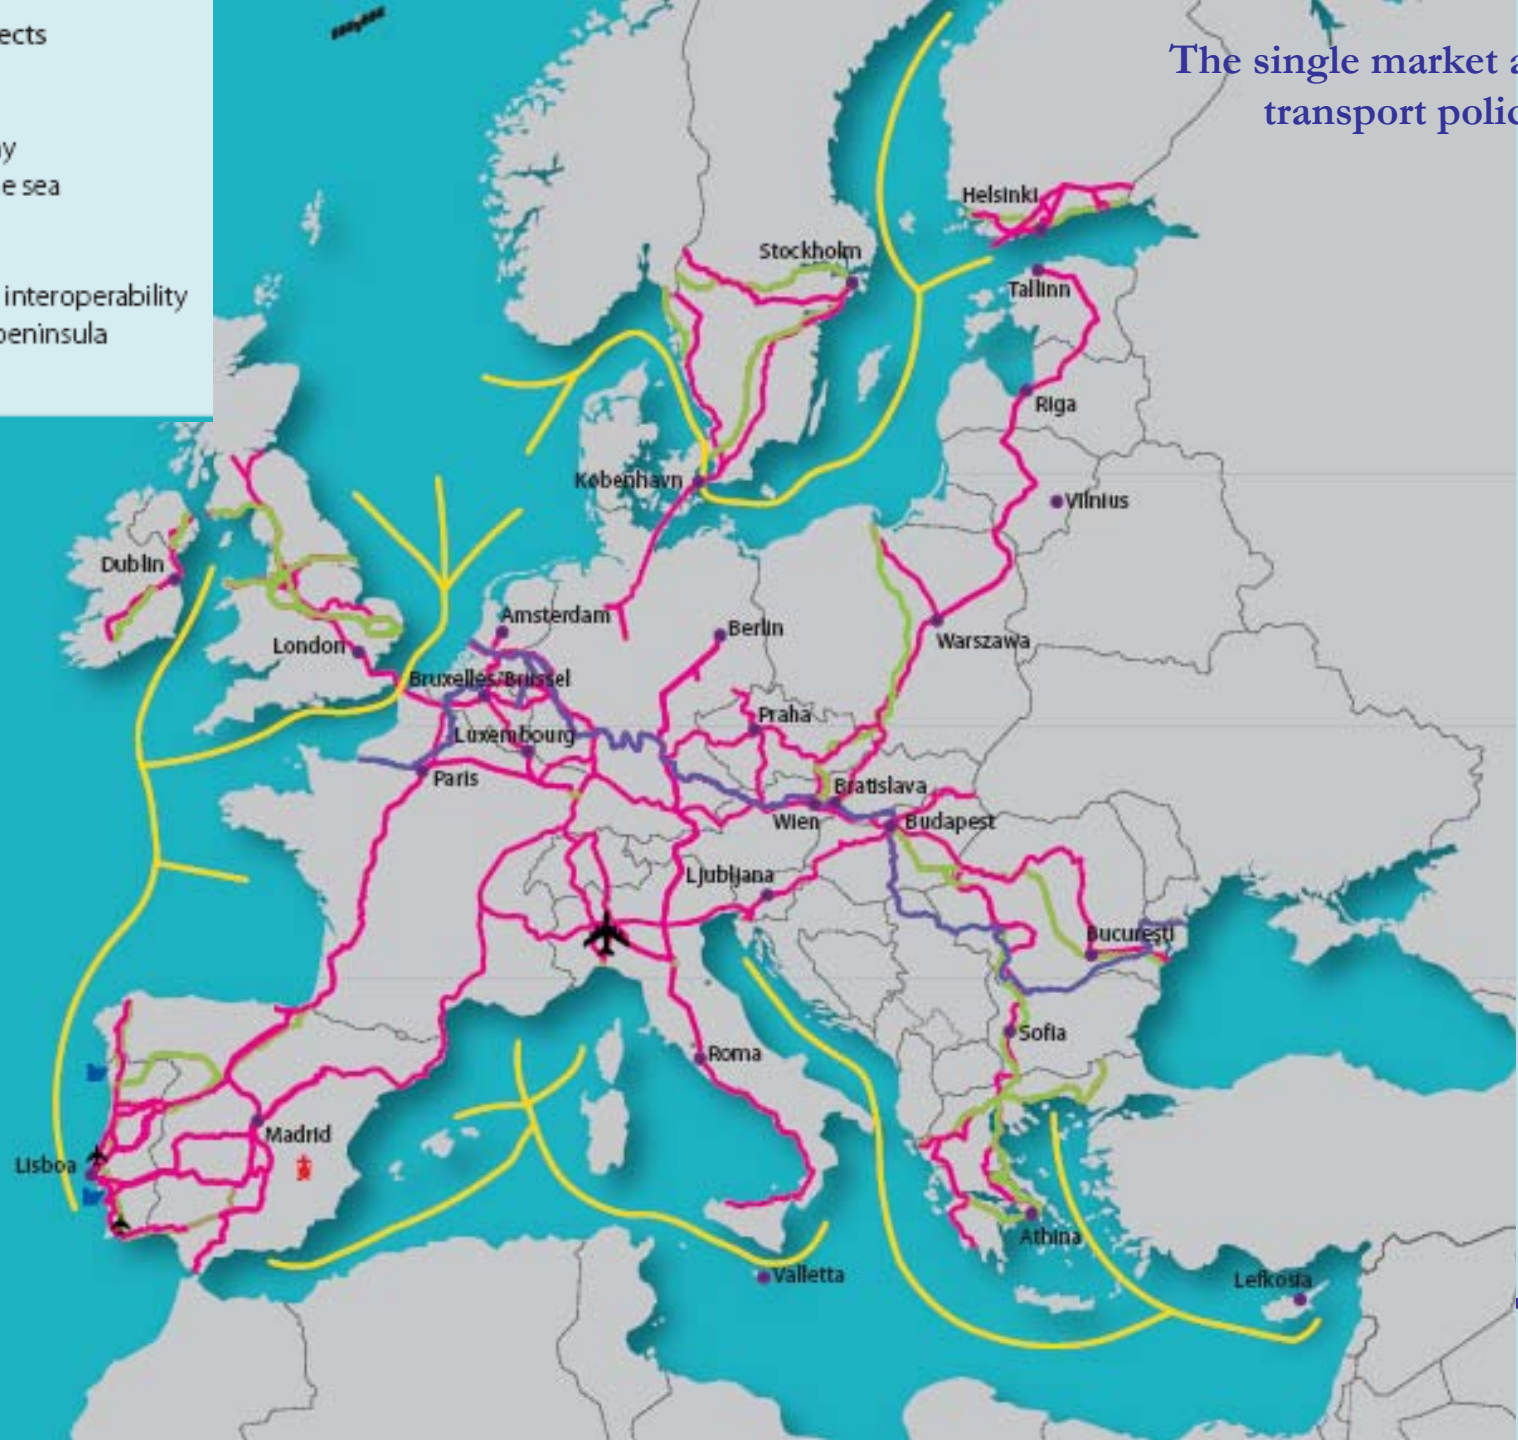 ects
y
e sea
interoperability
peninsula
The single market a
transport polic
Helsinki
Stockholm
Tallinn
Riga
København
Vilnius
Dublin
Amsterdam
Berlin
London
Warszawa
Bruxelles/Brüssel
Praha
Luxembourg
Paris
Bratislava
Wien
Budapest
Ljubljana
Bucureşti
Sofia
Roma
Madrid
Lisboa
Athina
Valletta
Lefkosia